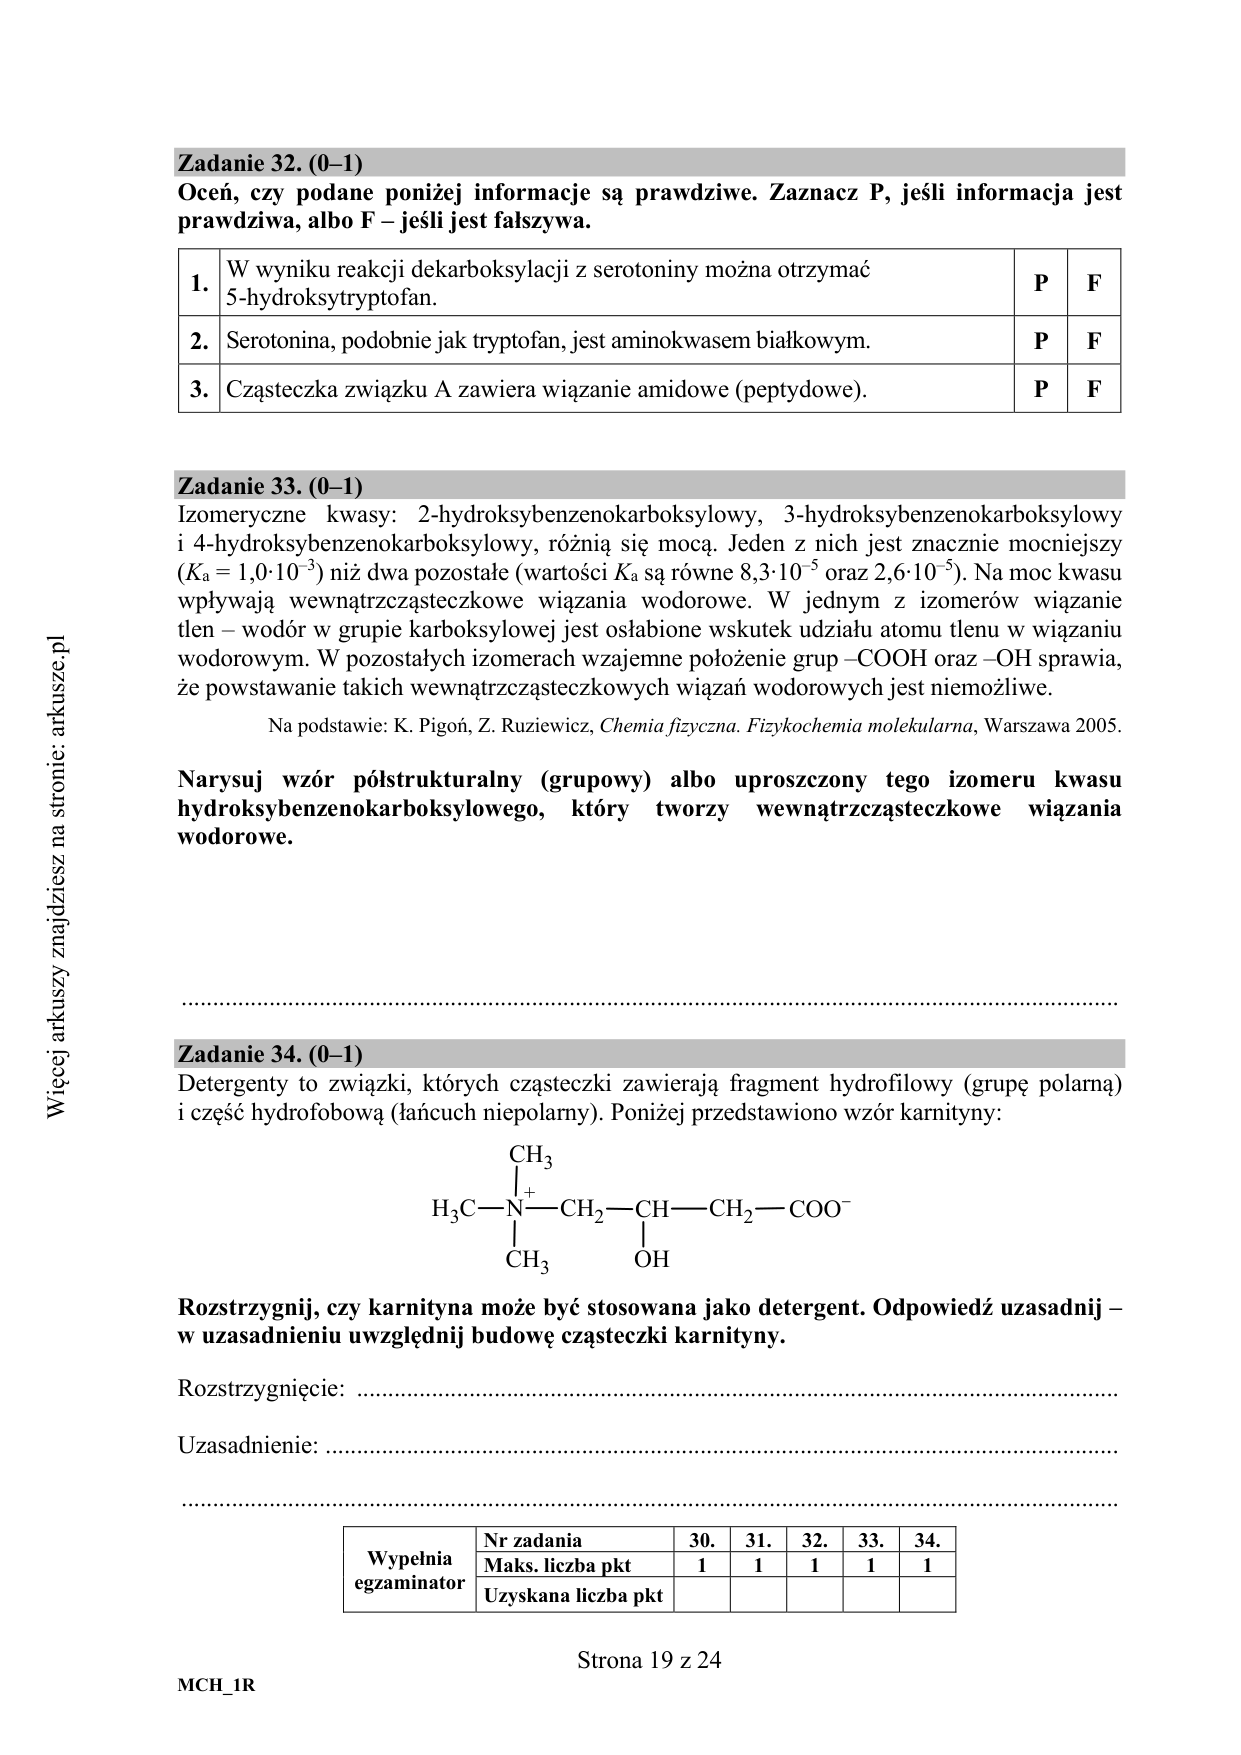 Zadanie 32. (0–1)
Oceń, czy podane poniżej informacje są prawdziwe. Zaznacz P, jeśli informacja jest
prawdziwa, albo F – jeśli jest fałszywa.
1. W wyniku reakcji dekarboksylacji z serotoniny można otrzymać
5-hydroksytryptofan. P F
2. Serotonina, podobnie jak tryptofan, jest aminokwasem białkowym. P F
3. Cząsteczka związku A zawiera wiązanie amidowe (peptydowe). P F
Zadanie 33. (0–1)
Izomeryczne kwasy: 2-hydroksybenzenokarboksylowy, 3-hydroksybenzenokarboksylowy
i 4-hydroksybenzenokarboksylowy, różnią się mocą. Jeden z nich jest znacznie mocniejszy
(Ka = 1,0·10⁻³) niż dwa pozostałe (wartości Ka są równe 8,3·10⁻⁵ oraz 2,6·10⁻⁵). Na moc kwasu
wpływają wewnątrzcząsteczkowe wiązania wodorowe. W jednym z izomerów wiązanie
tlen – wodór w grupie karboksylowej jest osłabione wskutek udziału atomu tlenu w wiązaniu
wodorowym. W pozostałych izomerach wzajemne położenie grup –COOH oraz –OH sprawia,
że powstawanie takich wewnątrzcząsteczkowych wiązań wodorowych jest niemożliwe.
Na podstawie: K. Pigoń, Z. Ruziewicz, Chemia fizyczna. Fizykochemia molekularna, Warszawa 2005.
Narysuj wzór półstrukturalny (grupowy) albo uproszczony tego izomeru kwasu
hydroksybenzenokarboksylowego, który tworzy wewnątrzcząsteczkowe wiązania
wodorowe.
Zadanie 34. (0–1)
Detergenty to związki, których cząsteczki zawierają fragment hydrofilowy (grupę polarną)
i część hydrofobową (łańcuch niepolarny). Poniżej przedstawiono wzór karnityny:
CH₃
H₃C—N⁺—CH₂—CH—CH₂—COO⁻
CH₃ OH
Rozstrzygnij, czy karnityna może być stosowana jako detergent. Odpowiedź uzasadnij –
w uzasadnieniu uwzględnij budowę cząsteczki karnityny.
Rozstrzygnięcie:
Uzasadnienie:
Wypełnia
egzaminator
Nr zadania 30. 31. 32. 33. 34.
Maks. liczba pkt 1 1 1 1 1
Uzyskana liczba pkt
Strona 19 z 24
MCH_1R
Więcej arkuszy znajdziesz na stronie: arkusze.pl